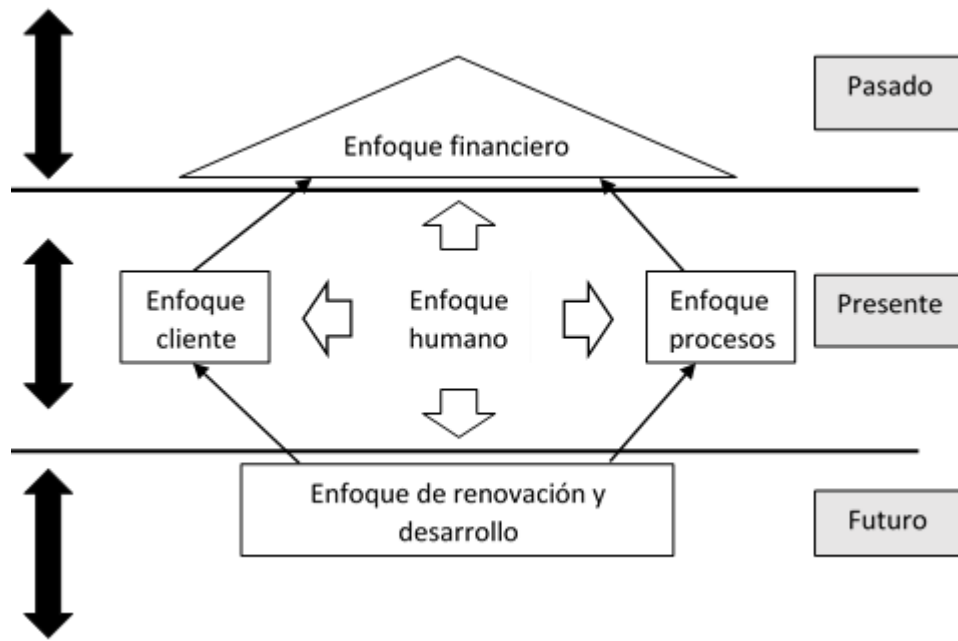 Pasado
Enfoque financiero
Enfoque
cliente
Enfoque
humano
Enfoque
procesos
Presente
Enfoque de renovación y
desarrollo
Futuro